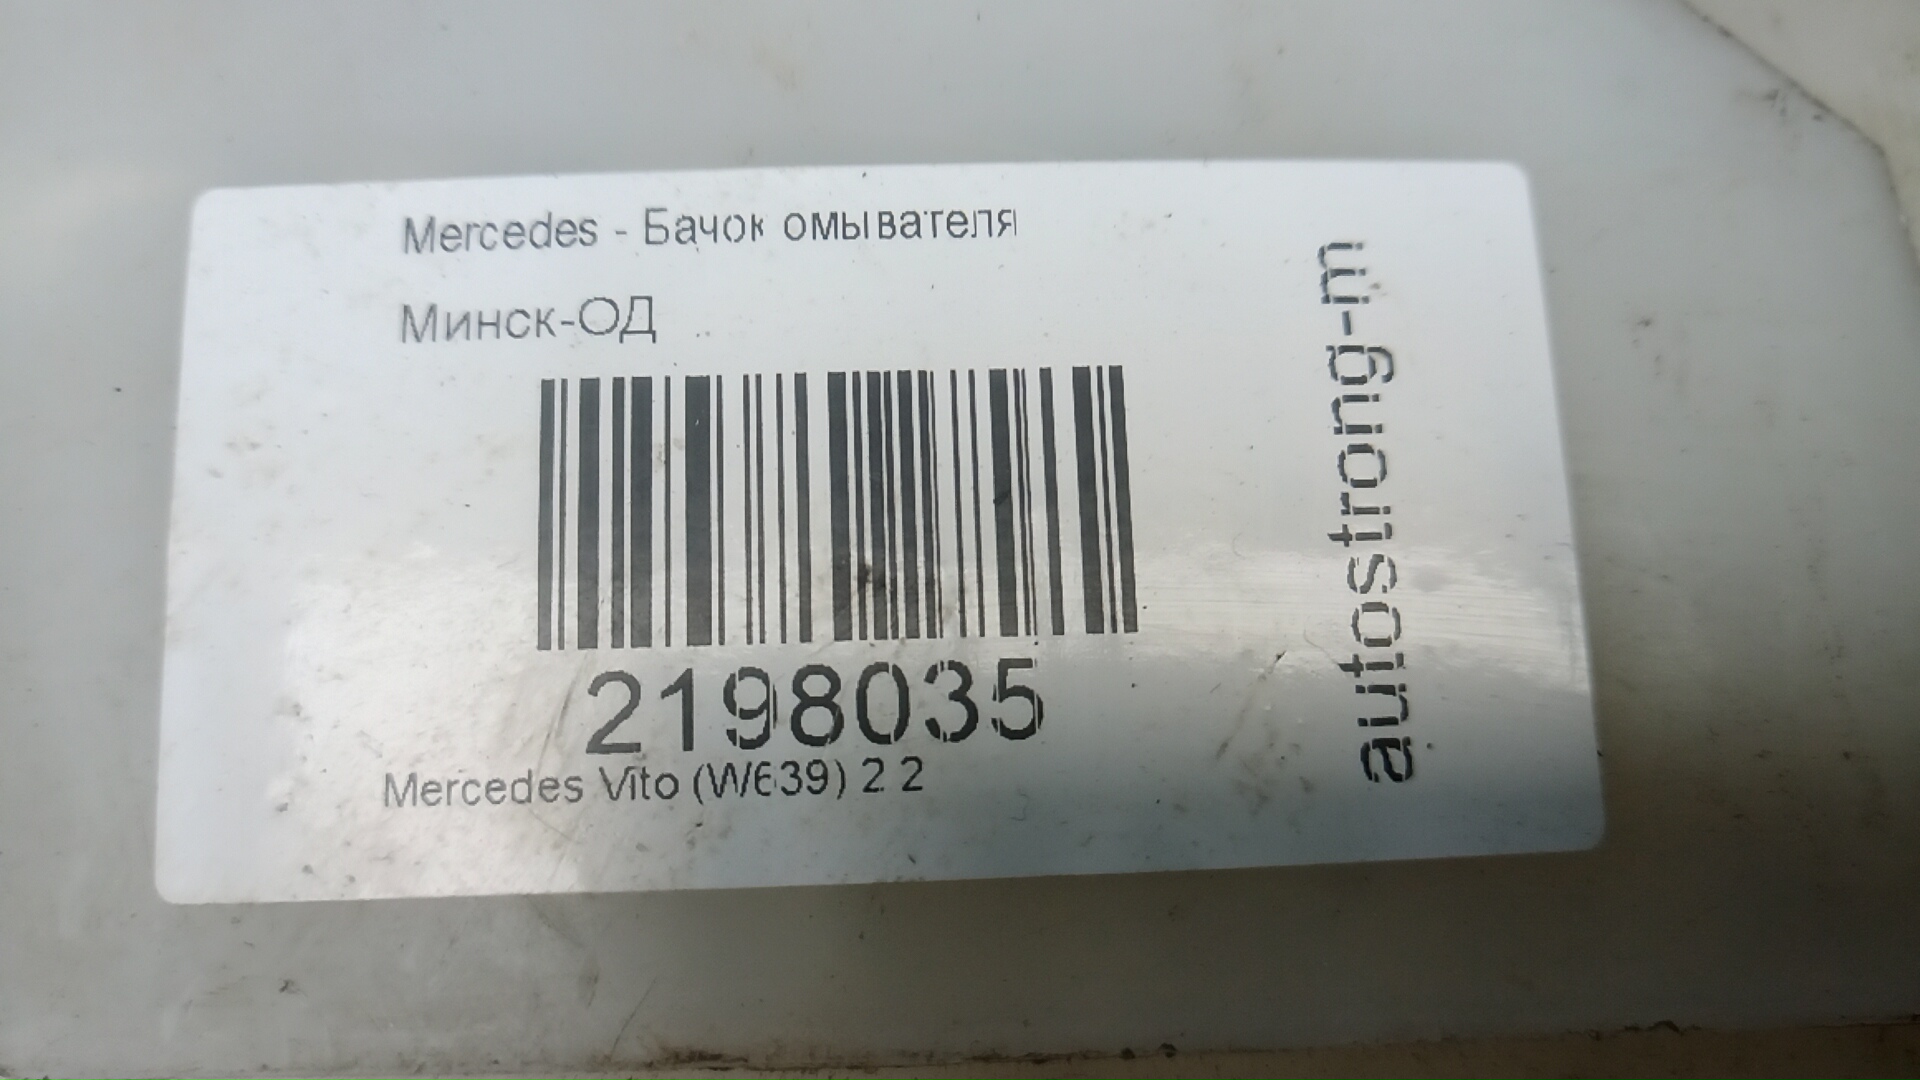 Mercedes - Бачок омывателя
Минск-ОД
2198035
Mercedes Vito (W639) 2 2
autostrong-m